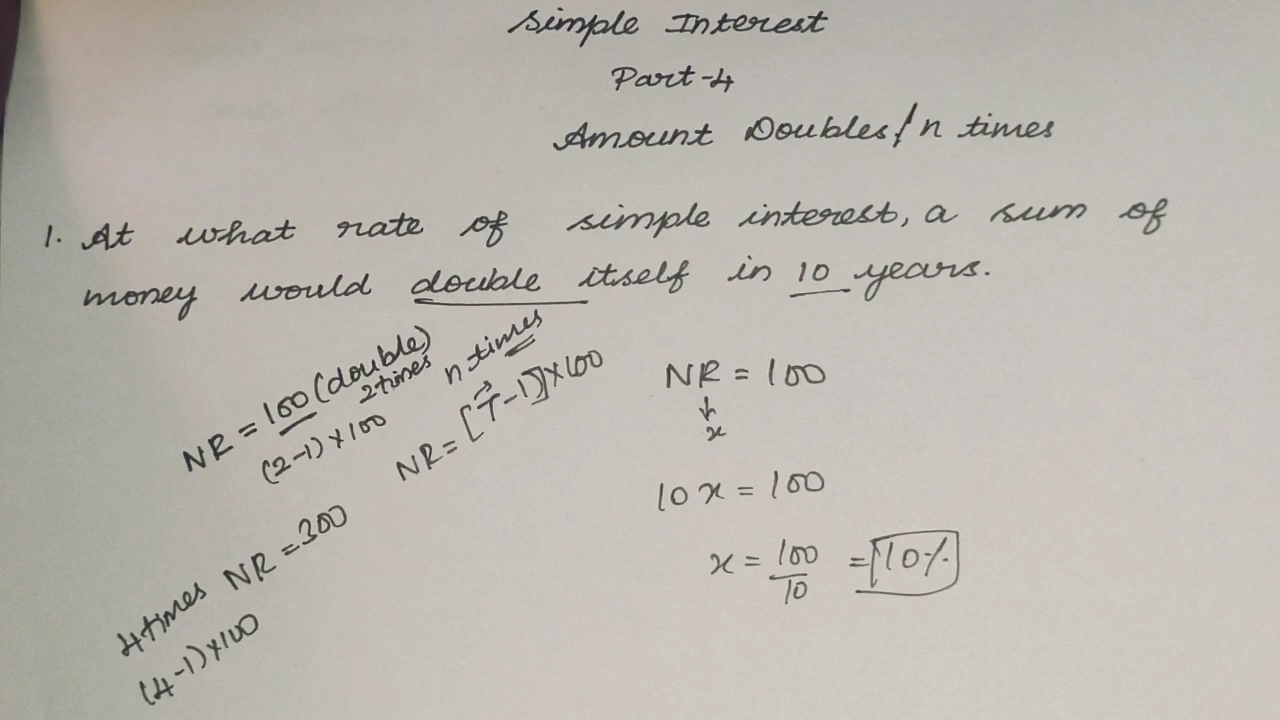 Simple Interest
Part-4
Amount Doubles/n times
1. At what rate of simple interest, a sum of
money would double itself in 10 years.
NR = 100 (double)
2 times
(2-1) x 100
n times
NR = [T-1] x 100
4 times NR = 300
(4-1) x 100
NR = 100
↓
x
10 x = 100
x = 100/10 = 10%